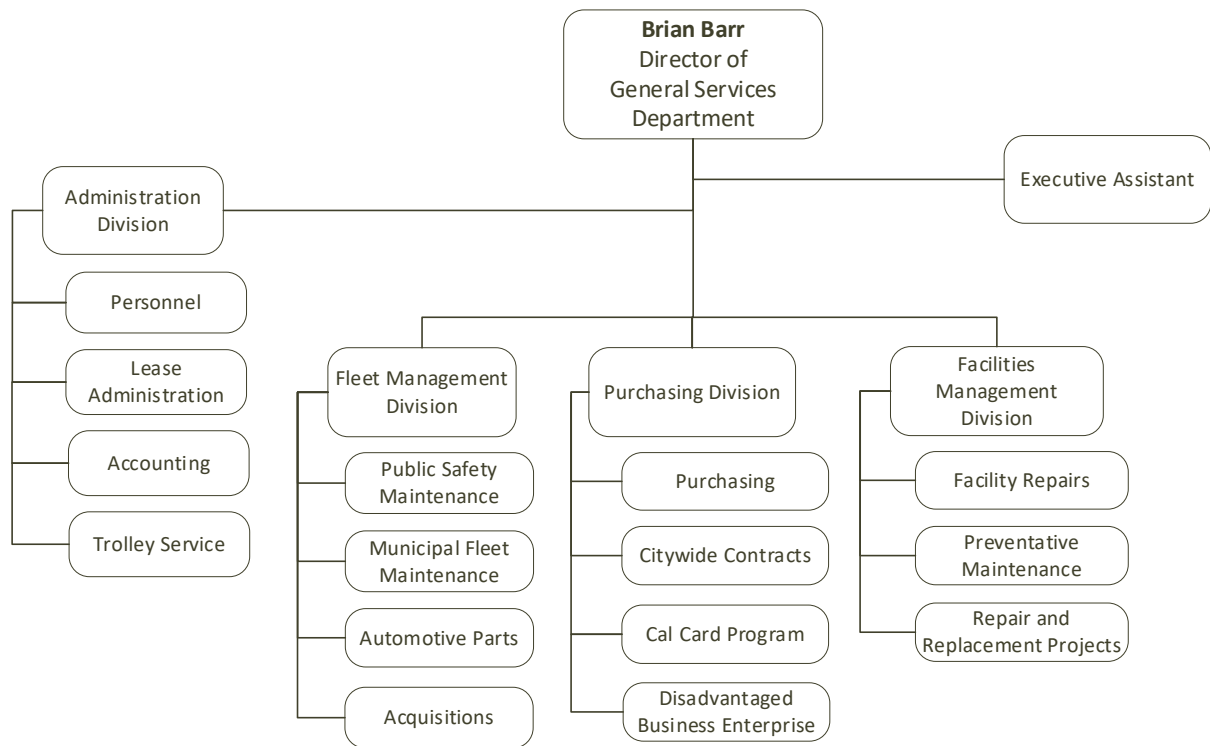 Brian Barr
Director of
General Services
Department
Executive Assistant
Administration
Division
Personnel
Lease
Administration
Accounting
Trolley Service
Fleet Management
Division
Public Safety
Maintenance
Municipal Fleet
Maintenance
Automotive Parts
Acquisitions
Purchasing Division
Purchasing
Citywide Contracts
Cal Card Program
Disadvantaged
Business Enterprise
Facilities
Management
Division
Facility Repairs
Preventative
Maintenance
Repair and
Replacement Projects